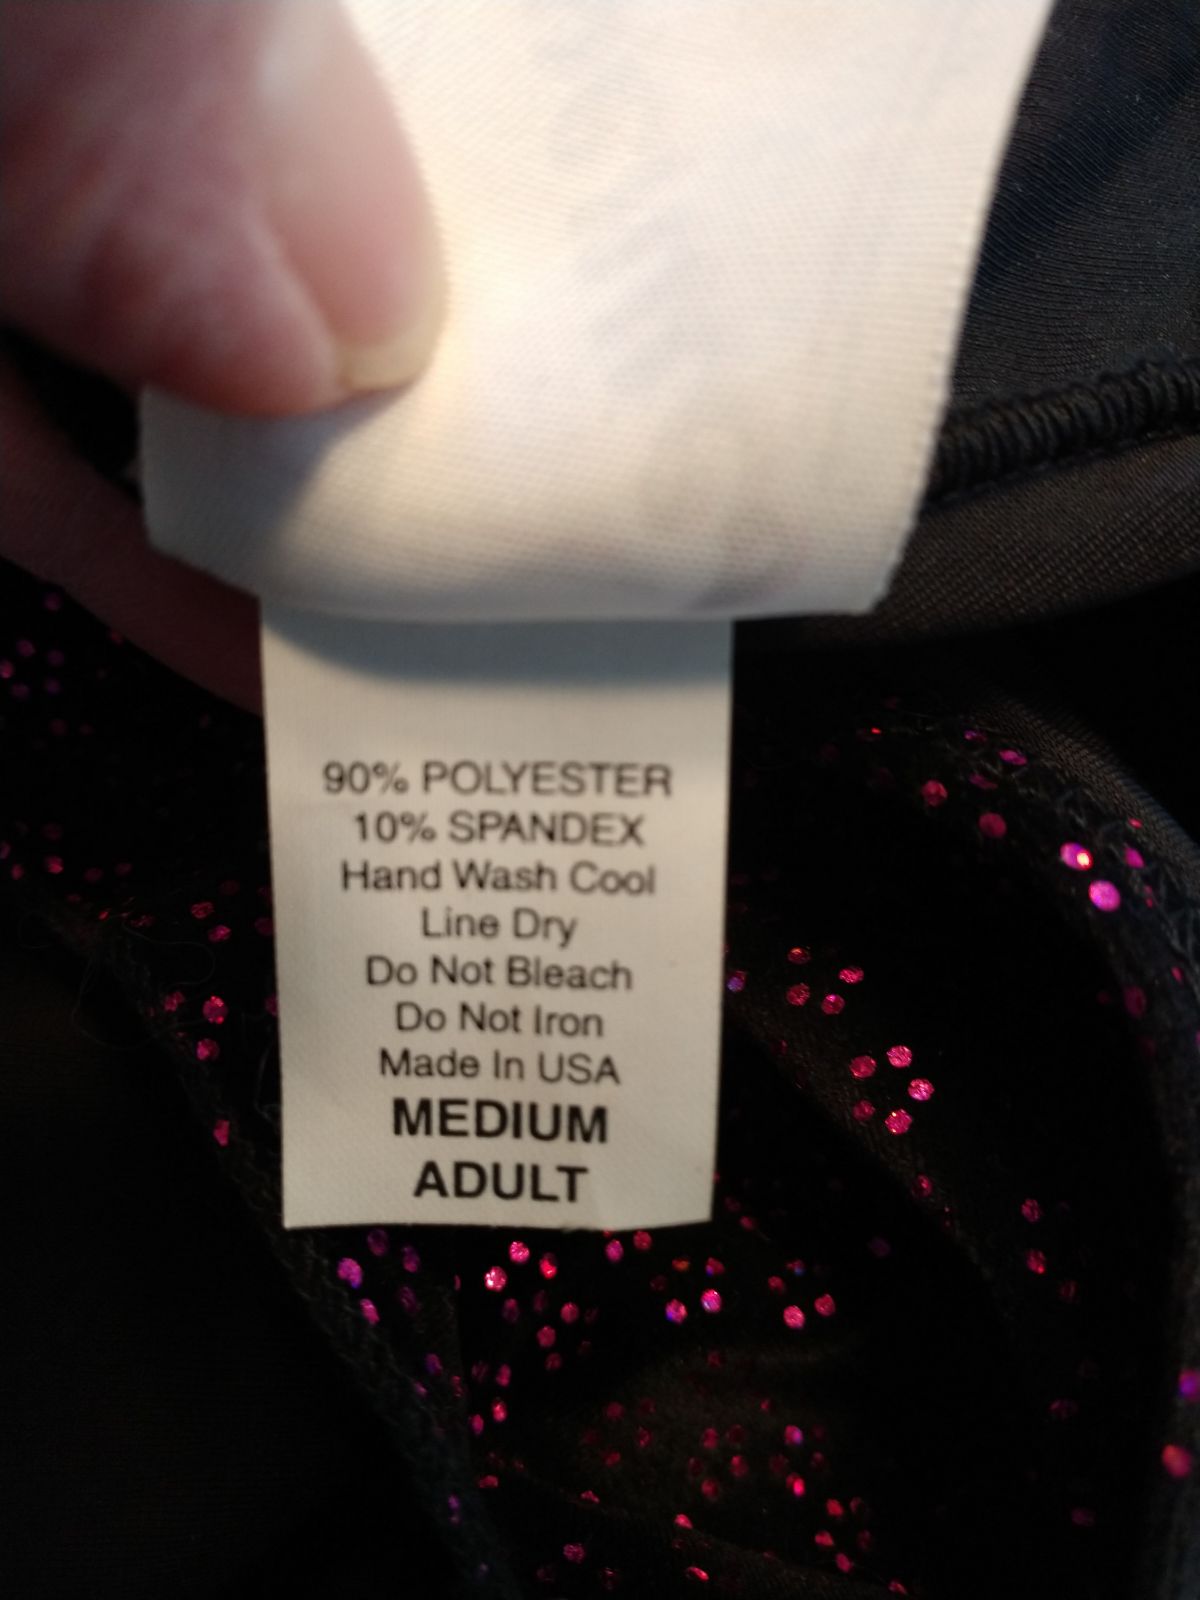 90% POLYESTER
10% SPANDEX
Hand Wash Cool
Line Dry
Do Not Bleach
Do Not Iron
Made In USA
MEDIUM
ADULT